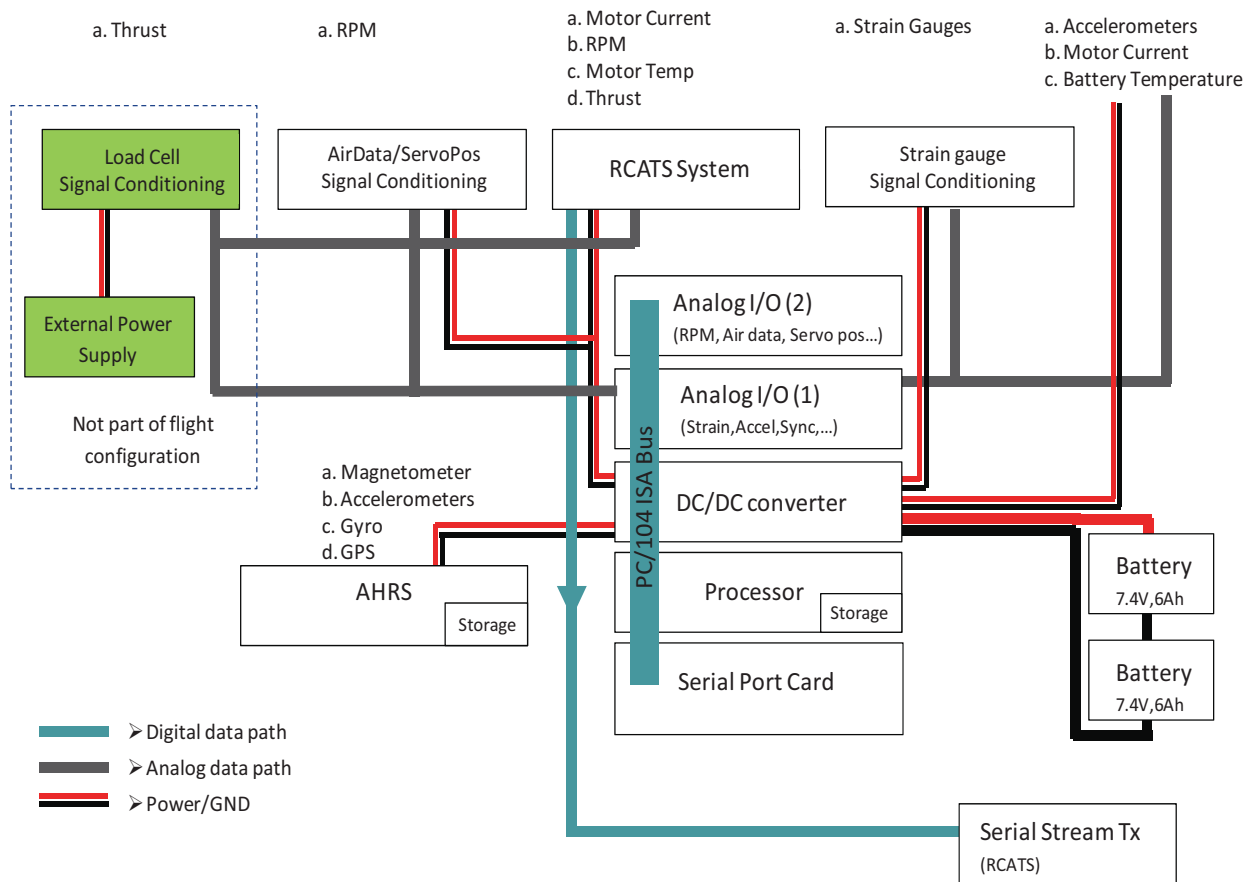 a. Thrust
a. RPM
a. Motor Current
b. RPM
c. Motor Temp
d. Thrust
a. Strain Gauges
a. Accelerometers
b. Motor Current
c. Battery Temperature
Load Cell
Signal Conditioning
AirData/ServoPos
Signal Conditioning
RCATS System
Strain gauge
Signal Conditioning
External Power
Supply
Not part of flight
configuration
Analog I/O (2)
(RPM, Air data, Servo pos...)
Analog I/O (1)
(Strain,Accel,Sync,...)
PC/104 ISA Bus
DC/DC converter
a. Magnetometer
b. Accelerometers
c. Gyro
d. GPS
AHRS
Storage
Processor
Storage
Serial Port Card
Battery
7.4V,6Ah
Battery
7.4V,6Ah
➢ Digital data path
➢ Analog data path
➢ Power/GND
Serial Stream Tx
(RCATS)